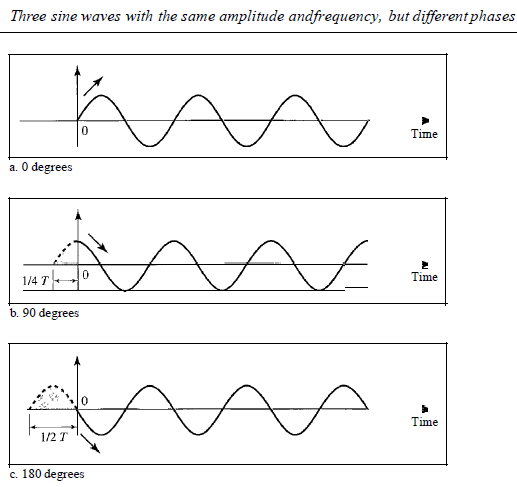 Three sine waves with the same amplitude andfrequency, but different phases
0
Time
a. 0 degrees
1/4 T
0
Time
b. 90 degrees
0
1/2 T
Time
c. 180 degrees